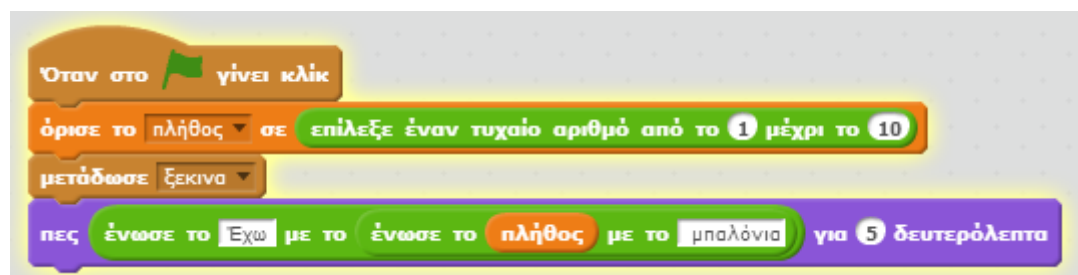 Όταν στο γίνει κλίκ
όρισε το πλήθος σε επίλεξε έναν τυχαίο αριθμό από το 1 μέχρι το 10
μετάδωσε ξεκινα
πες ένωσε το Έχω με το ένωσε το πλήθος με το μπαλόνια για 5 δευτερόλεπτα